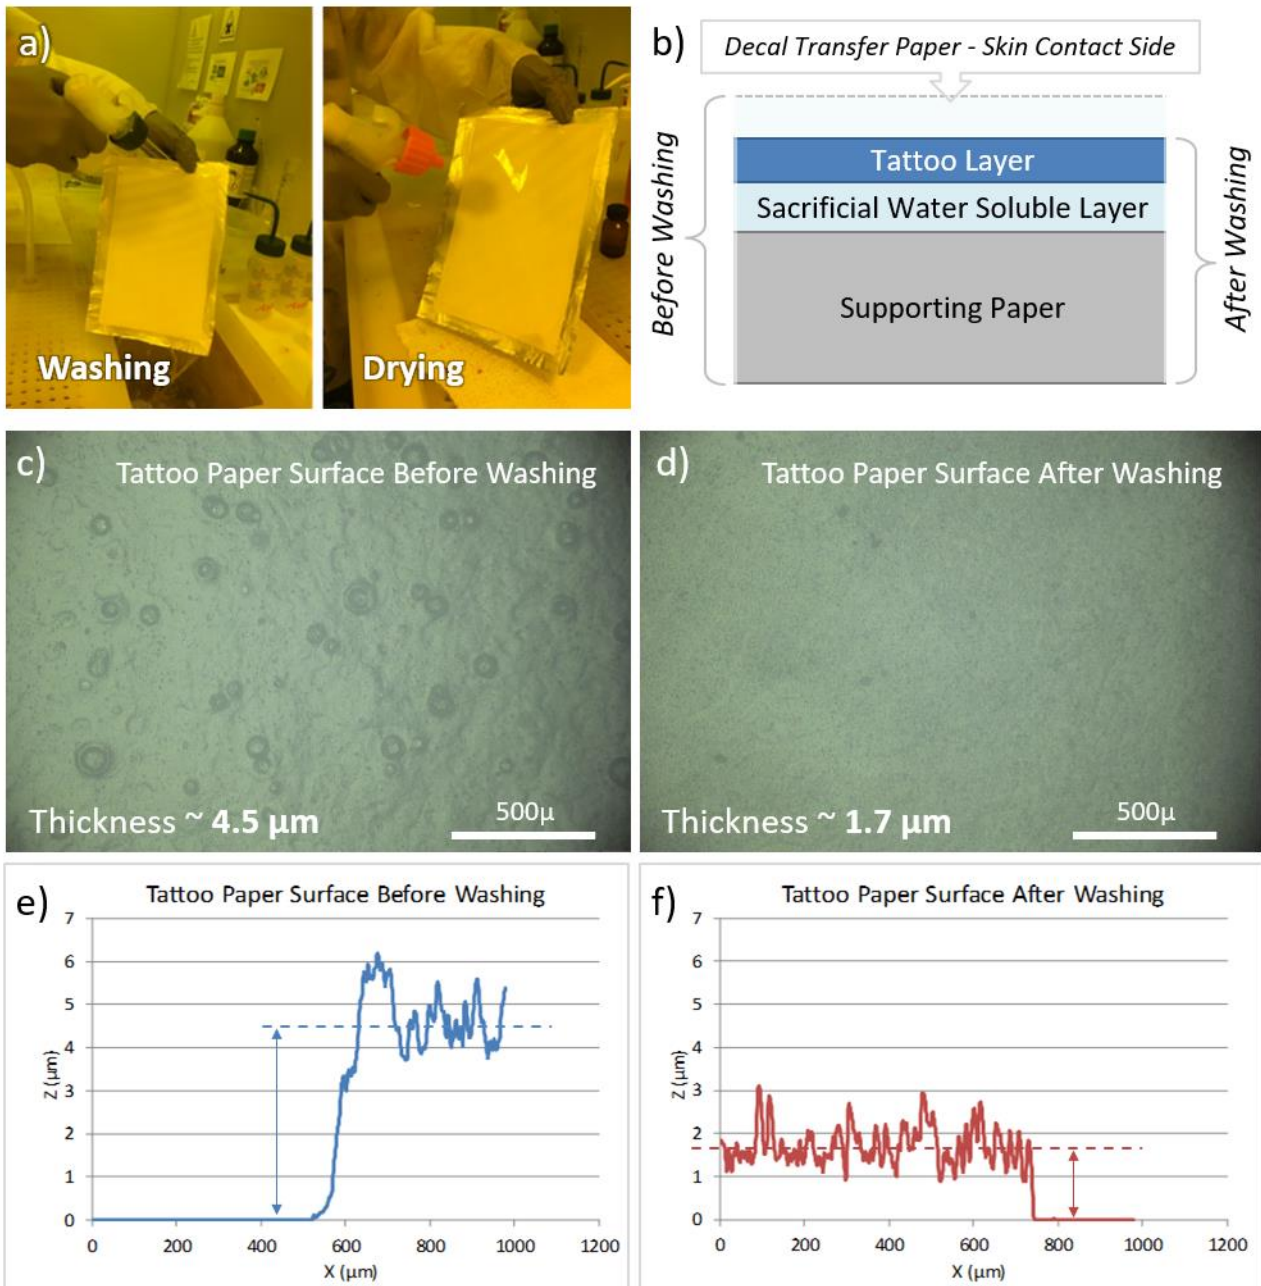 a)
Washing
Drying
b)
Decal Transfer Paper - Skin Contact Side
Before Washing
Tattoo Layer
Sacrificial Water Soluble Layer
Supporting Paper
After Washing
c)
Tattoo Paper Surface Before Washing
Thickness ~ 4.5 µm
500µ
d)
Tattoo Paper Surface After Washing
Thickness ~ 1.7 µm
500µ
e)
Tattoo Paper Surface Before Washing
Z (µm)
7
6
5
4
3
2
1
0
0 200 400 600 800 1000 1200
X (µm)
f)
Tattoo Paper Surface After Washing
Z (µm)
7
6
5
4
3
2
1
0
0 200 400 600 800 1000 1200
X (µm)